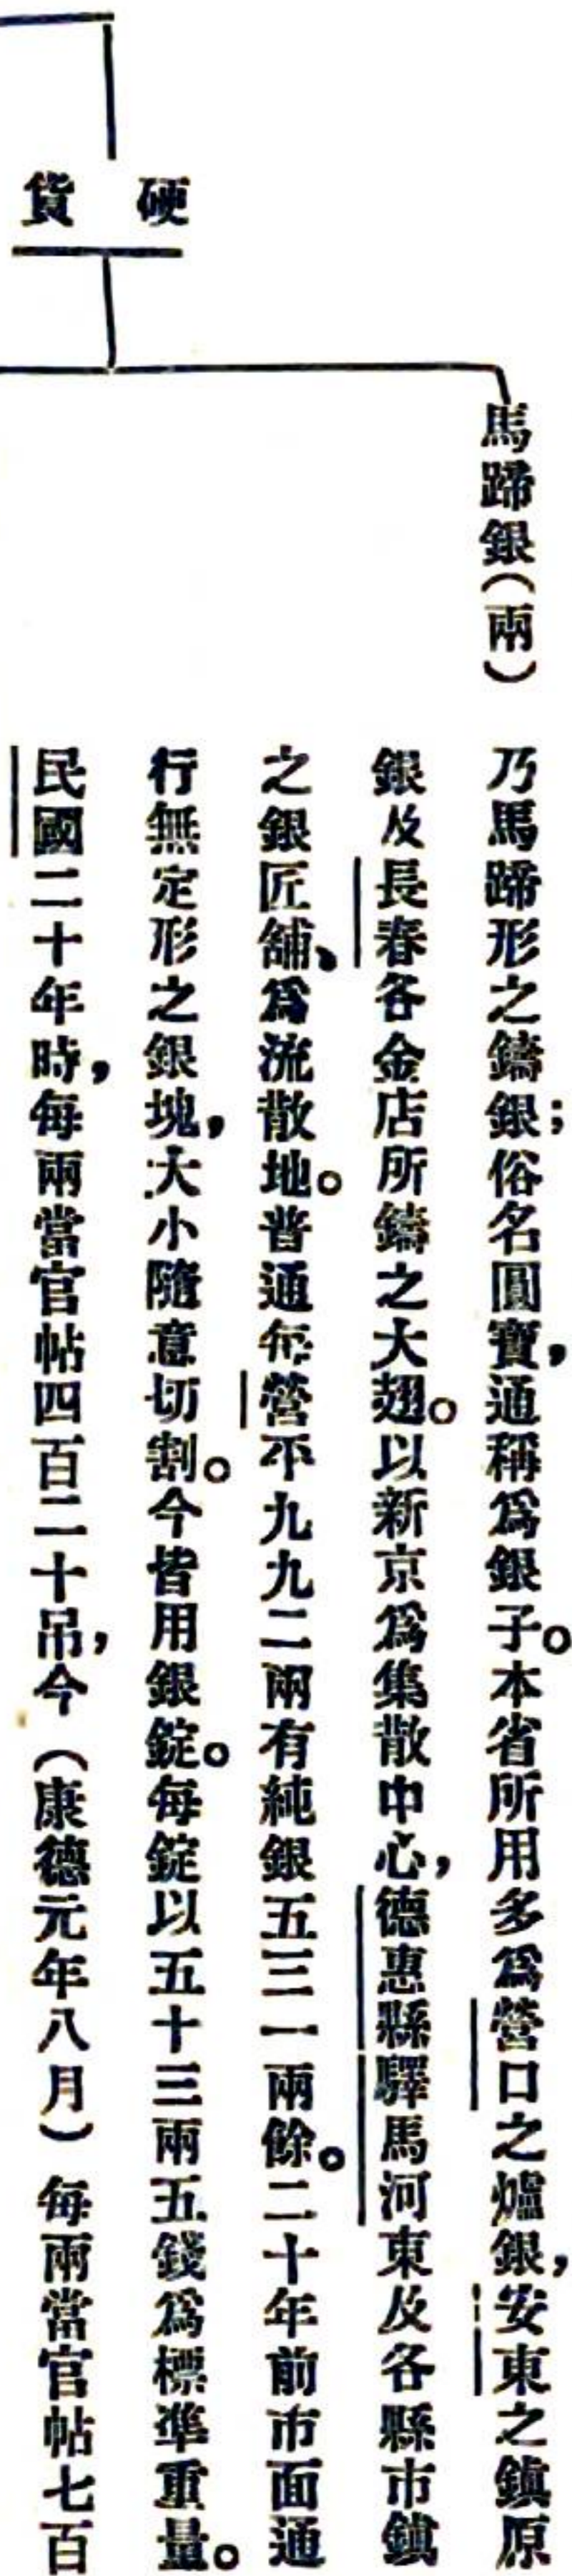 硬貨
馬蹄銀（兩）
乃馬蹄形之鑄銀；俗名圓寶，通稱爲銀子。本省所用多爲營口之爐銀，安東之鎮原
銀及長春各金店所鑄之大翅。以新京爲集散中心，德惠縣驛馬河東及各縣市鎮
之銀匠舖、爲流散地。普通每營平九九二兩有純銀五三一兩餘。二十年前市面通
行無定形之銀塊，大小隨意切割。今皆用銀錠。每錠以五十三兩五錢爲標準重量。
民國二十年時，每兩當官帖四百二十吊，今（康德元年八月）每兩當官帖七百